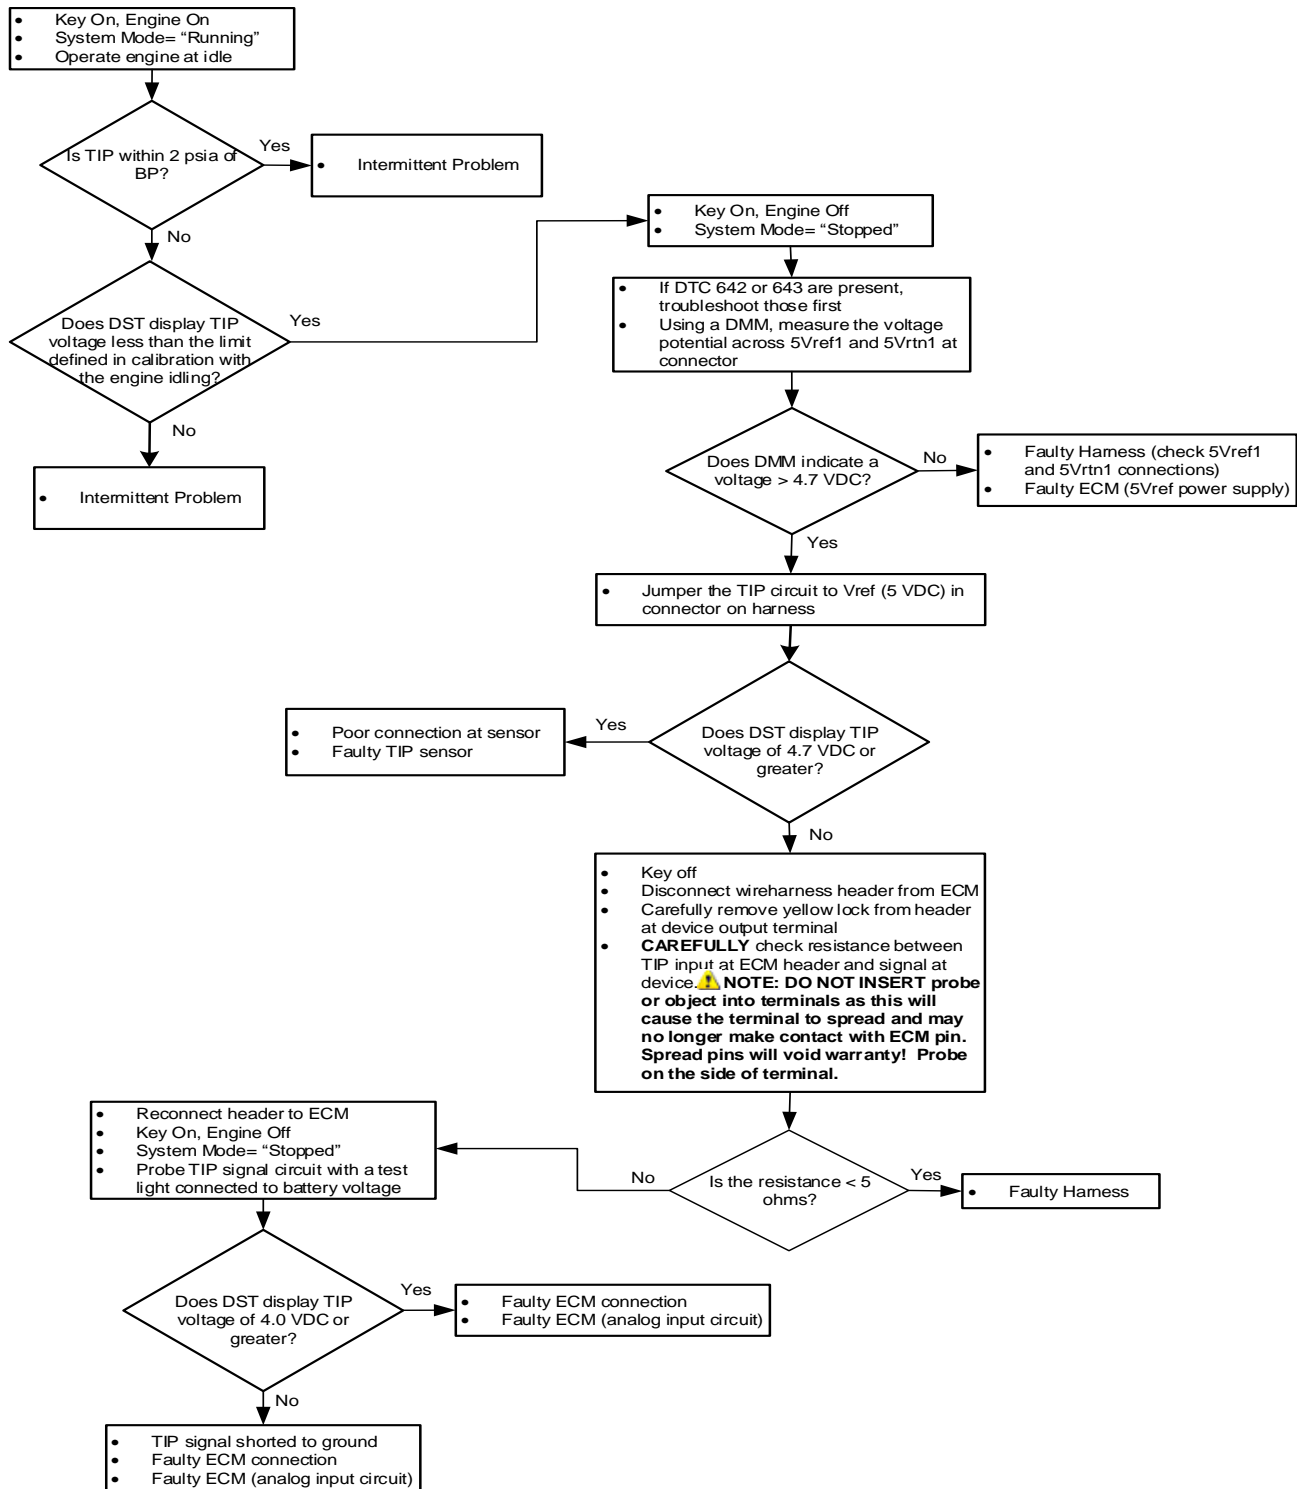 • Key On, Engine On
• System Mode= “Running”
• Operate engine at idle
Is TIP within 2 psia of
BP?
Yes
• Intermittent Problem
No
Does DST display TIP
voltage less than the limit
defined in calibration with
the engine idling?
Yes
No
• Intermittent Problem
• Key On, Engine Off
• System Mode= “Stopped”
• If DTC 642 or 643 are present,
troubleshoot those first
• Using a DMM, measure the voltage
potential across 5Vref1 and 5Vrtn1 at
connector
Does DMM indicate a
voltage > 4.7 VDC?
No
• Faulty Harness (check 5Vref1
and 5Vrtn1 connections)
• Faulty ECM (5Vref power supply)
Yes
• Jumper the TIP circuit to Vref (5 VDC) in
connector on harness
Does DST display TIP
voltage of 4.7 VDC or
greater?
Yes
• Poor connection at sensor
• Faulty TIP sensor
No
• Key off
• Disconnect wireharness header from ECM
• Carefully remove yellow lock from header
at device output terminal
• CAREFULLY check resistance between
TIP input at ECM header and signal at
device. NOTE: DO NOT INSERT probe
or object into terminals as this will
cause the terminal to spread and may
no longer make contact with ECM pin.
Spread pins will void warranty! Probe
on the side of terminal.
Is the resistance < 5
ohms?
Yes
• Faulty Harness
No
• Reconnect header to ECM
• Key On, Engine Off
• System Mode= “Stopped”
• Probe TIP signal circuit with a test
light connected to battery voltage
Does DST display TIP
voltage of 4.0 VDC or
greater?
Yes
• Faulty ECM connection
• Faulty ECM (analog input circuit)
No
• TIP signal shorted to ground
• Faulty ECM connection
• Faulty ECM (analog input circuit)